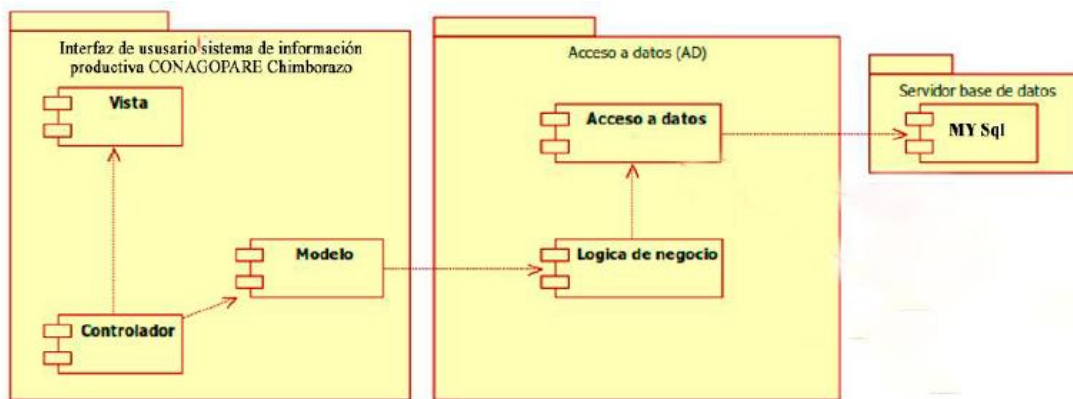 Interfaz de ususario sistema de información
productiva CONAGOPARE Chimborazo
Vista
Modelo
Controlador
Acceso a datos (AD)
Acceso a datos
Logica de negocio
Servidor base de datos
MY Sql